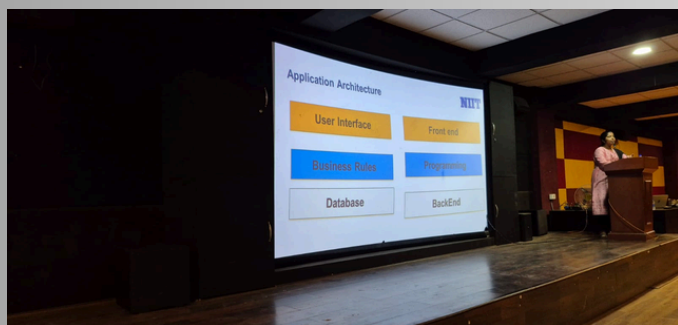 Application Architecture
NIIT
User Interface
Front end
Business Rules
Programming
Database
BackEnd